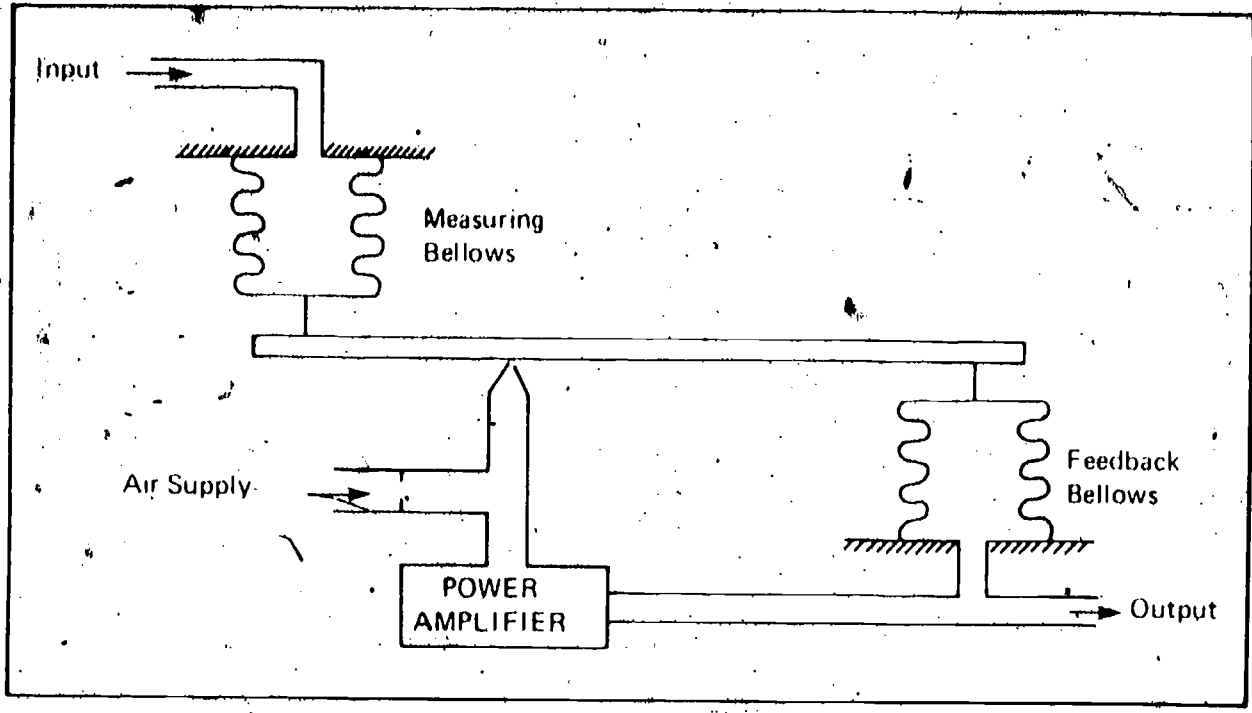 Input
Measuring
Bellows
Air Supply
Feedback
Bellows
POWER
AMPLIFIER
Output